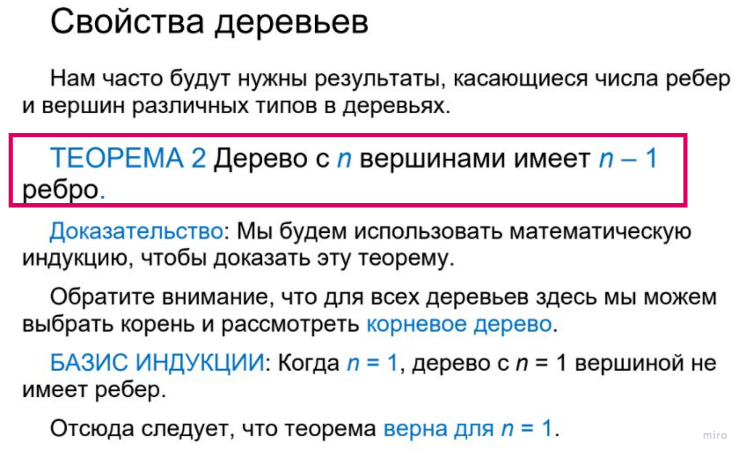 Свойства деревьев
Нам часто будут нужны результаты, касающиеся числа ребер
и вершин различных типов в деревьях.
ТЕОРЕМА 2 Дерево с n вершинами имеет n – 1
ребро.
Доказательство: Мы будем использовать математическую
индукцию, чтобы доказать эту теорему.
Обратите внимание, что для всех деревьев здесь мы можем
выбрать корень и рассмотреть корневое дерево.
БАЗИС ИНДУКЦИИ: Когда n = 1, дерево с n = 1 вершиной не
имеет ребер.
Отсюда следует, что теорема верна для n = 1.
miro